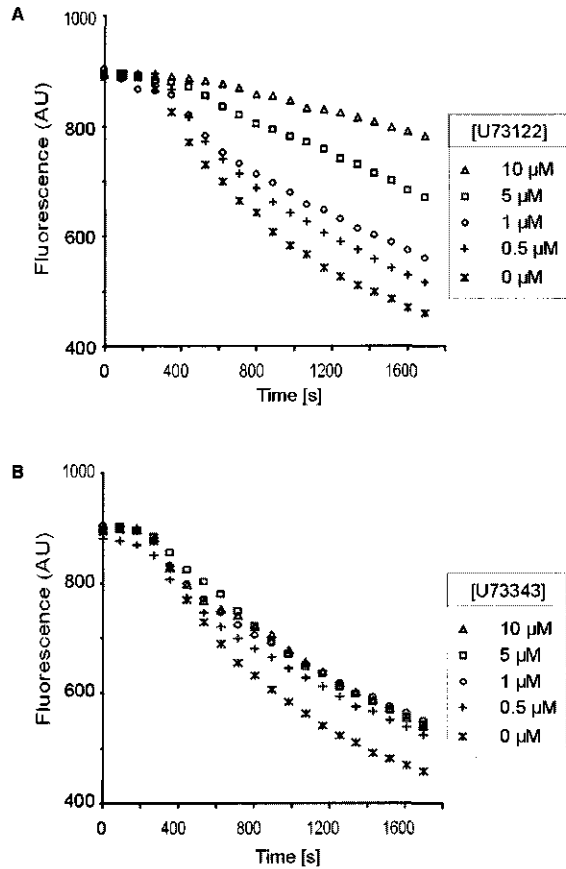 A
1000
800
600
400
Fluorescence (AU)
0 400 800 1200 1600
Time [s]
[U73122]
10 µM
5 µM
1 µM
0.5 µM
0 µM
B
1000
800
600
400
Fluorescence (AU)
0 400 800 1200 1600
Time [s]
[U73343]
10 µM
5 µM
1 µM
0.5 µM
0 µM